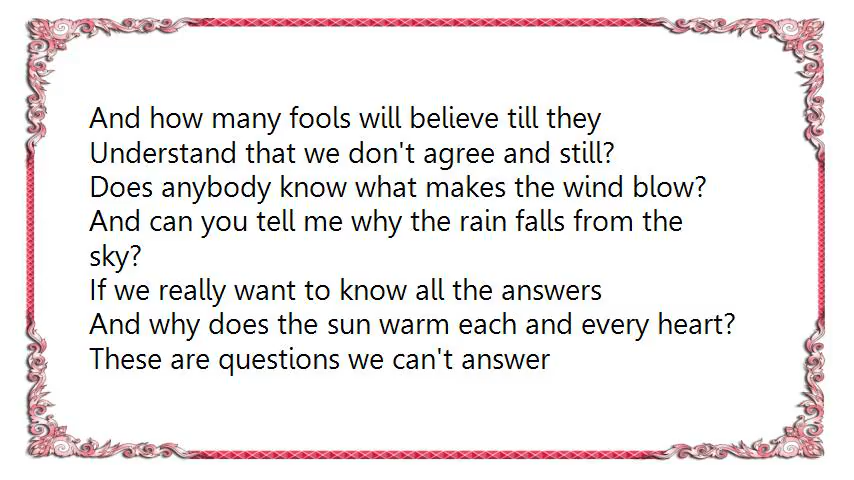 And how many fools will believe till they
Understand that we don't agree and still?
Does anybody know what makes the wind blow?
And can you tell me why the rain falls from the
sky?
If we really want to know all the answers
And why does the sun warm each and every heart?
These are questions we can't answer